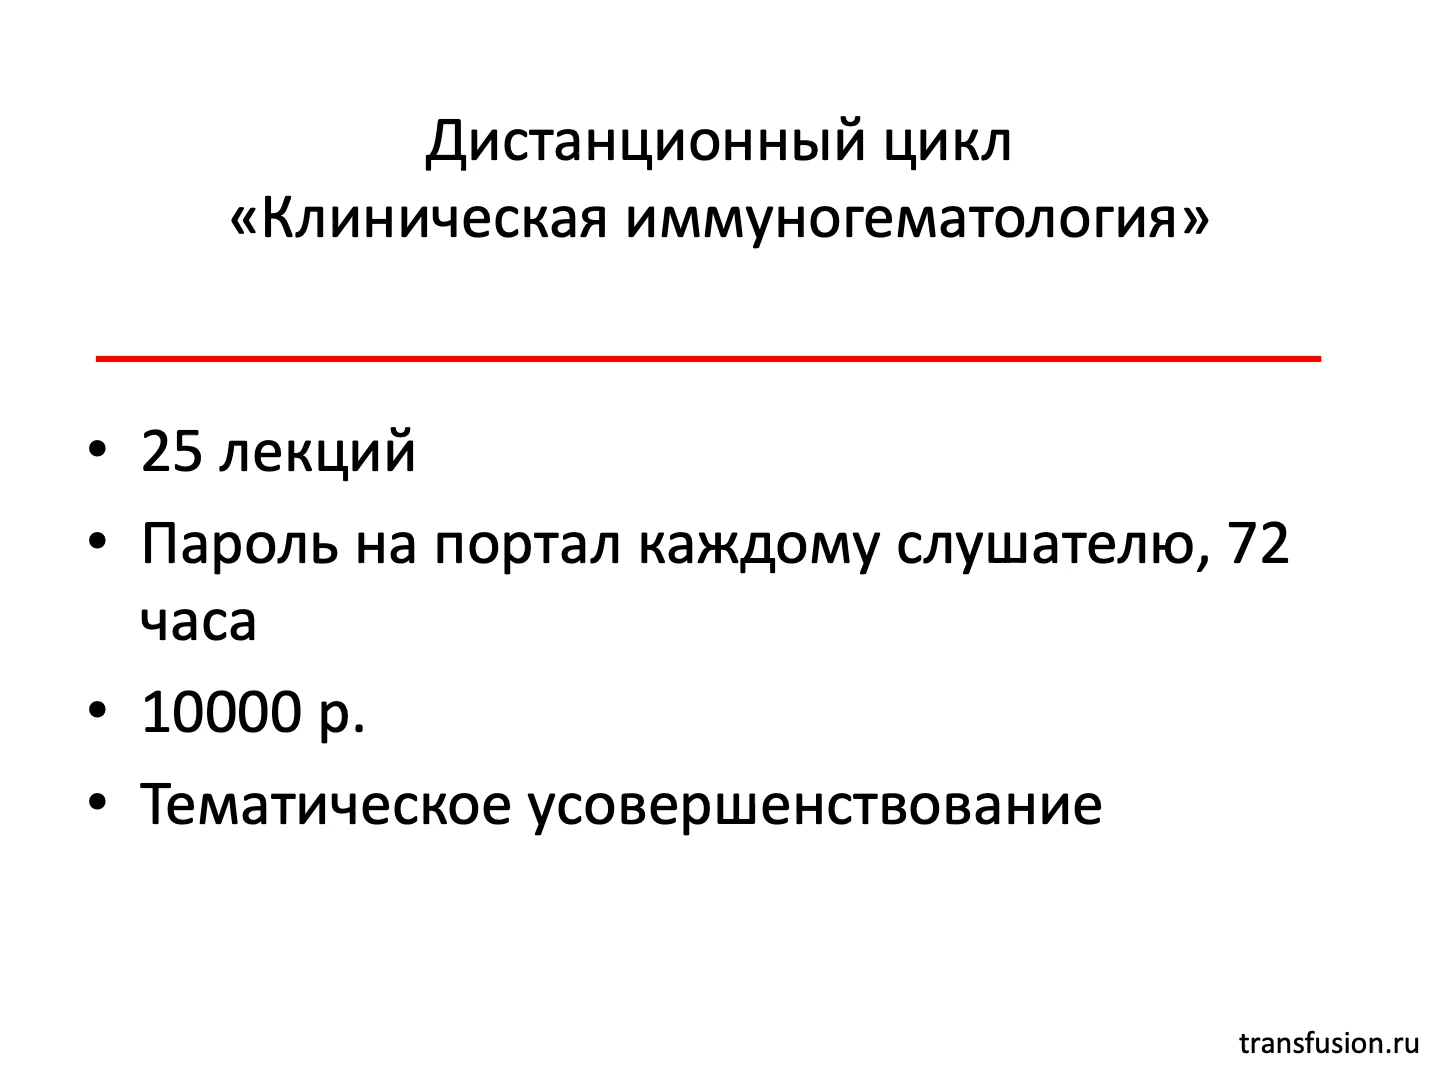 Дистанционный цикл
«Клиническая иммуногематология»
• 25 лекций
• Пароль на портал каждому слушателю, 72
часа
• 10000 р.
• Тематическое усовершенствование
transfusion.ru